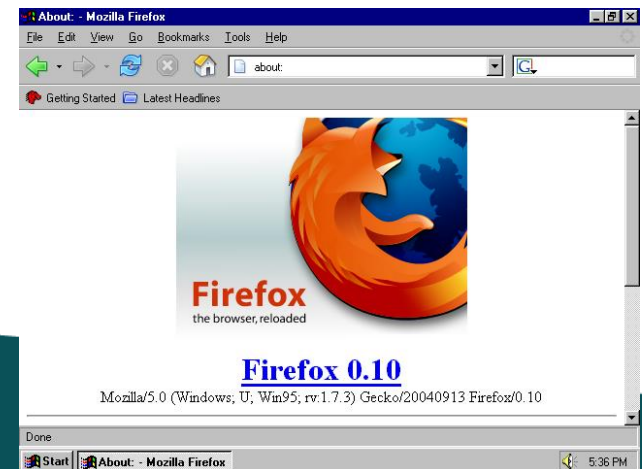 About: - Mozilla Firefox
File Edit View Go Bookmarks Tools Help
about:
G
Getting Started Latest Headlines
Firefox
the browser, reloaded
Firefox 0.10
Mozilla/5.0 (Windows; U; Win95; rv:1.7.3) Gecko/20040913 Firefox/0.10
Done
Start About: - Mozilla Firefox 5:36 PM